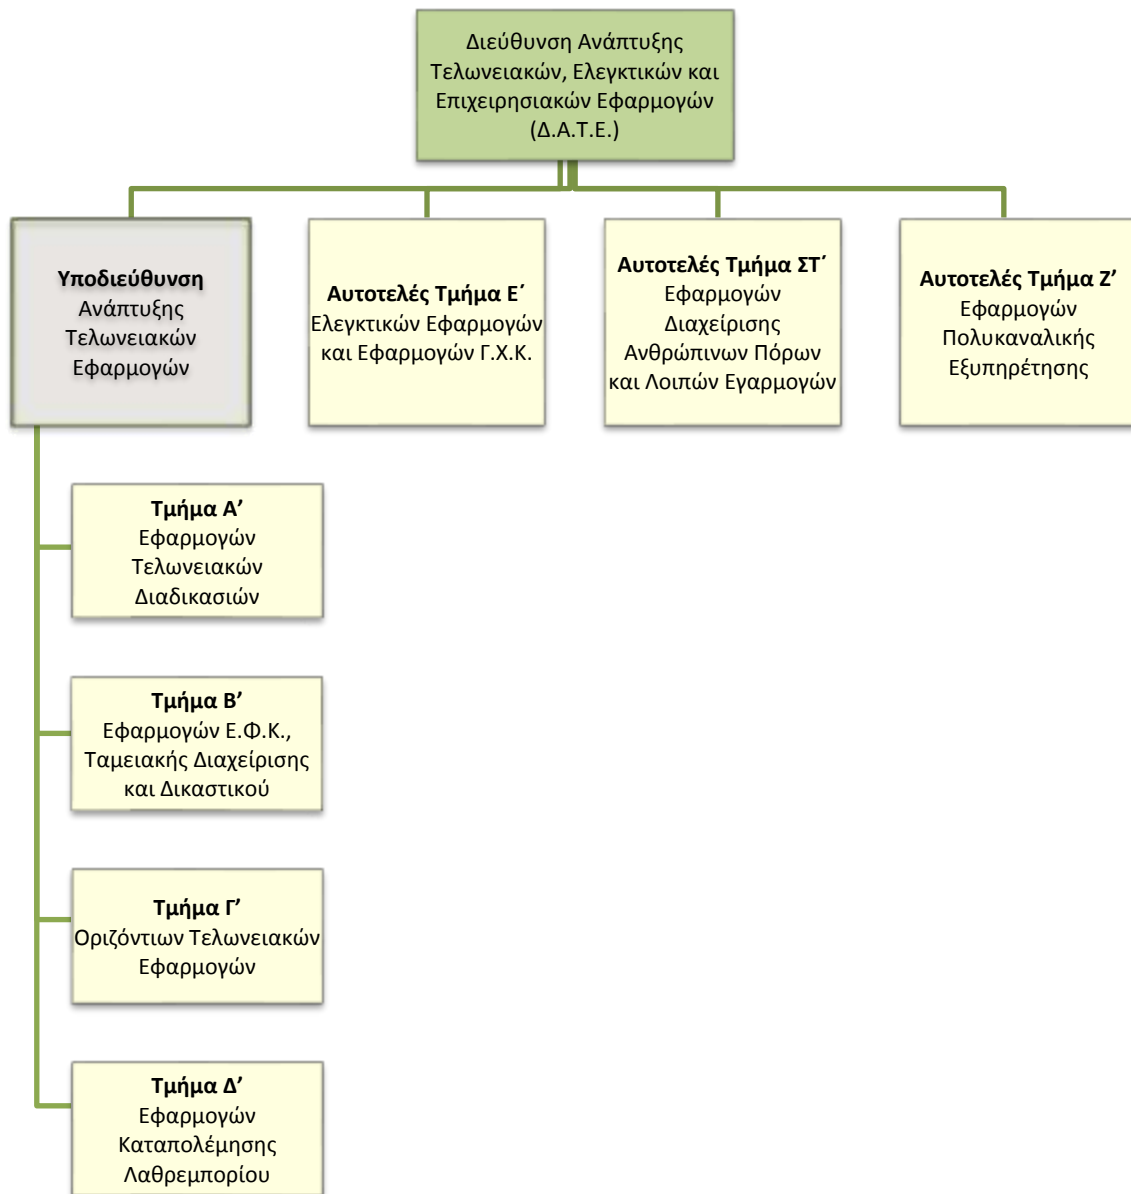 Διεύθυνση Ανάπτυξης
Τελωνειακών, Ελεγκτικών και
Επιχειρησιακών Εφαρμογών
(Δ.Α.Τ.Ε.)
Υποδιεύθυνση
Ανάπτυξης
Τελωνειακών
Εφαρμογών
Αυτοτελές Τμήμα Ε΄
Ελεγκτικών Εφαρμογών
και Εφαρμογών Γ.Χ.Κ.
Αυτοτελές Τμήμα ΣΤ΄
Εφαρμογών
Διαχείρισης
Ανθρώπινων Πόρων
και Λοιπών Εγαρμογών
Αυτοτελές Τμήμα Ζ’
Εφαρμογών
Πολυκαναλικής
Εξυπηρέτησης
Τμήμα Α’
Εφαρμογών
Τελωνειακών
Διαδικασιών
Τμήμα Β’
Εφαρμογών Ε.Φ.Κ.,
Ταμειακής Διαχείρισης
και Δικαστικού
Τμήμα Γ’
Οριζόντιων Τελωνειακών
Εφαρμογών
Τμήμα Δ’
Εφαρμογών
Καταπολέμησης
Λαθρεμπορίου